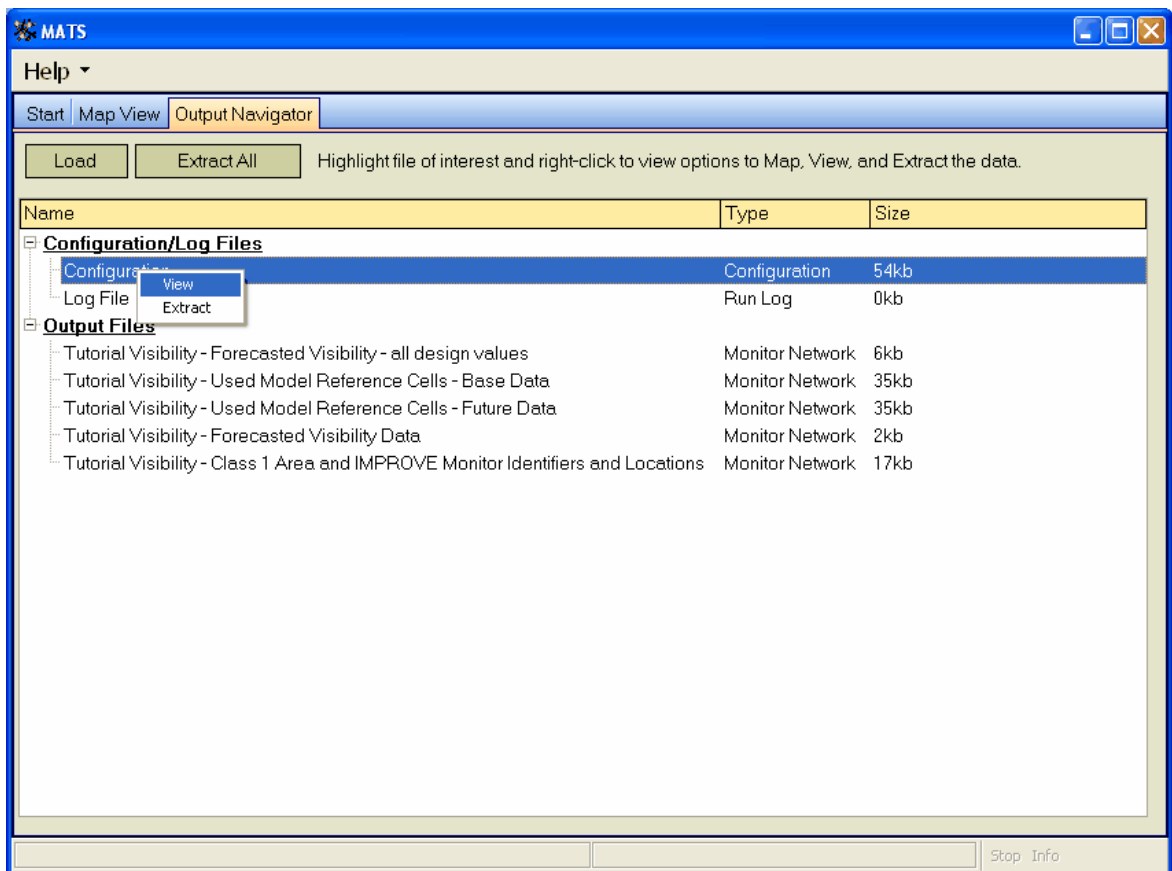 MATS
Help
Start Map View Output Navigator
Load Extract All Highlight file of interest and right-click to view options to Map, View, and Extract the data.
Name Type Size
Configuration/Log Files
Configuration Configuration 54kb
View
Log File Run Log 0kb
Extract
Output Files
Tutorial Visibility - Forecasted Visibility - all design values Monitor Network 6kb
Tutorial Visibility - Used Model Reference Cells - Base Data Monitor Network 35kb
Tutorial Visibility - Used Model Reference Cells - Future Data Monitor Network 35kb
Tutorial Visibility - Forecasted Visibility Data Monitor Network 2kb
Tutorial Visibility - Class 1 Area and IMPROVE Monitor Identifiers and Locations Monitor Network 17kb
Stop Info